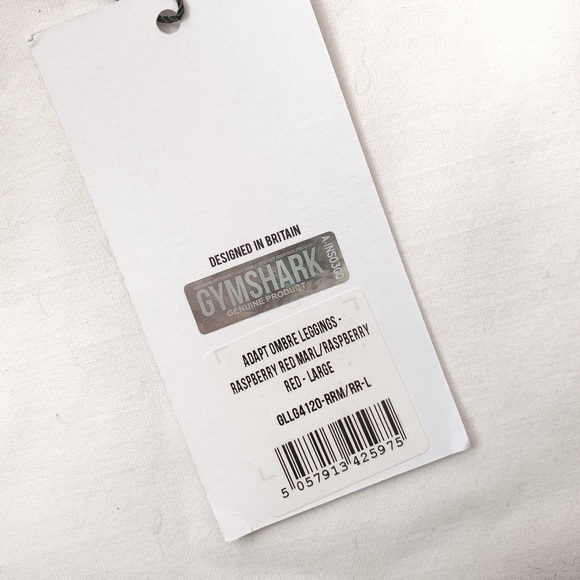 DESIGNED IN BRITAIN
GYMSHARK
GENUINE PRODUCT
ADAPT OMBRE LEGGINGS -
RASPBERRY RED MARL/RASPBERRY
RED - LARGE
GLLG4120-RRM/RR-L
5 057913 425975